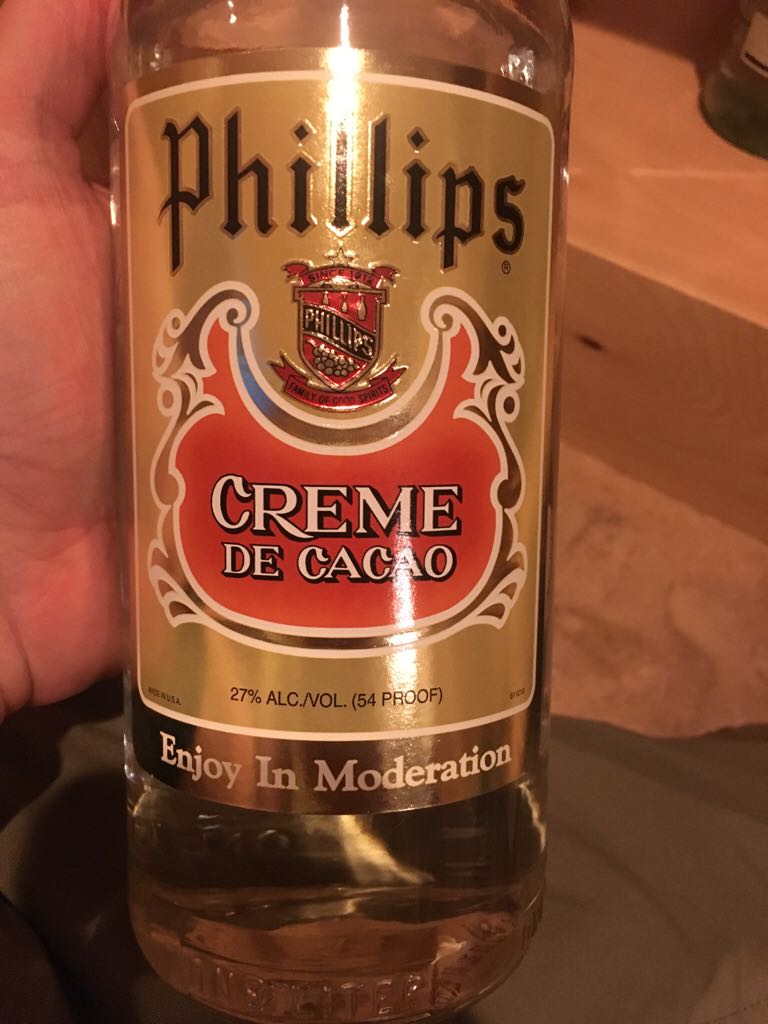 Phillips®
SINCE 1912
PHILLIPS
FAMILY OF GOOD SPIRITS
CREME
DE CACAO
MADE IN U.S.A.
27% ALC./VOL. (54 PROOF)
Enjoy In Moderation